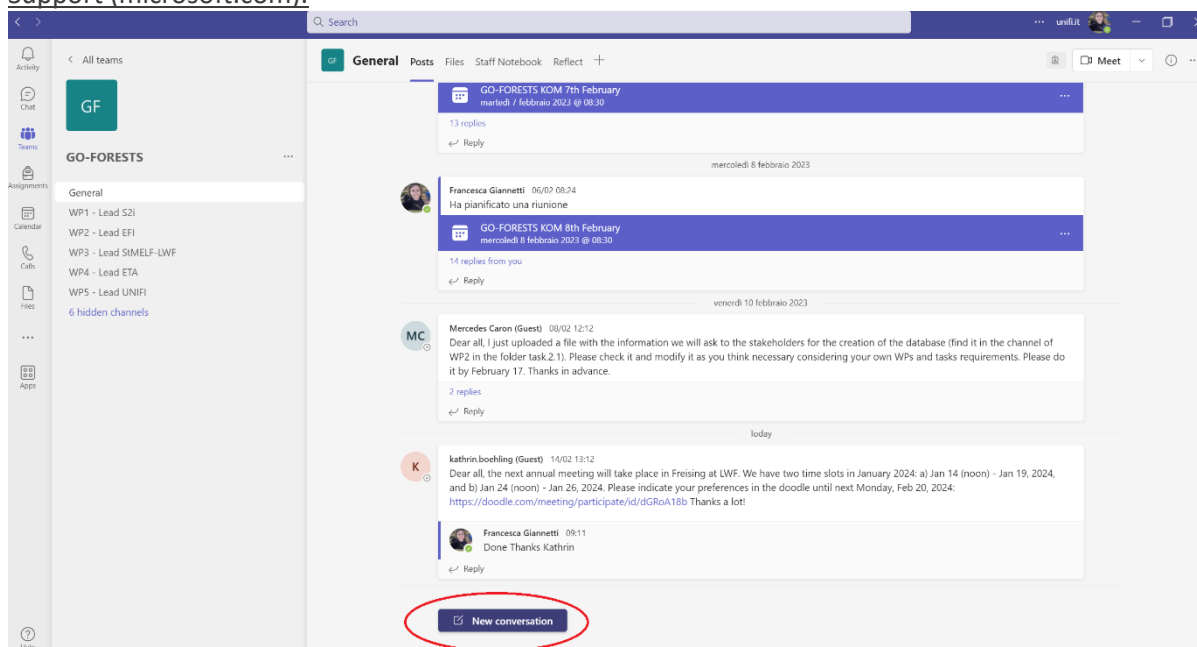 Support (microsoft.com).
Search
unifi.it
Activity
Chat
Teams
Assignments
Calendar
Calls
Files
Apps
Help
All teams
GF
GO-FORESTS
General
WP1 - Lead S2i
WP2 - Lead EFI
WP3 - Lead StMELF-LWF
WP4 - Lead ETA
WP5 - Lead UNIFI
6 hidden channels
GF General Posts Files Staff Notebook Reflect
Meet
GO-FORESTS KOM 7th February
martedì 7 febbraio 2023 @ 08:30
13 replies
Reply
mercoledì 8 febbraio 2023
Francesca Giannetti 06/02 08:24
Ha pianificato una riunione
GO-FORESTS KOM 8th February
mercoledì 8 febbraio 2023 @ 08:30
14 replies from you
Reply
venerdì 10 febbraio 2023
MC
Mercedes Caron (Guest) 08/02 12:12
Dear all, I just uploaded a file with the information we will ask to the stakeholders for the creation of the database (find it in the channel of
WP2 in the folder task.2.1). Please check it and modify it as you think necessary considering your own WPs and tasks requirements. Please do
it by February 17. Thanks in advance.
2 replies
Reply
Today
K
kathrin.boehling (Guest) 14/02 13:12
Dear all, the next annual meeting will take place in Freising at LWF. We have two time slots in January 2024: a) Jan 14 (noon) - Jan 19, 2024,
and b) Jan 24 (noon) - Jan 26, 2024. Please indicate your preferences in the doodle until next Monday, Feb 20, 2024:
https://doodle.com/meeting/participate/id/dGRoA18b Thanks a lot!
Francesca Giannetti 09:11
Done Thanks Kathrin
Reply
New conversation